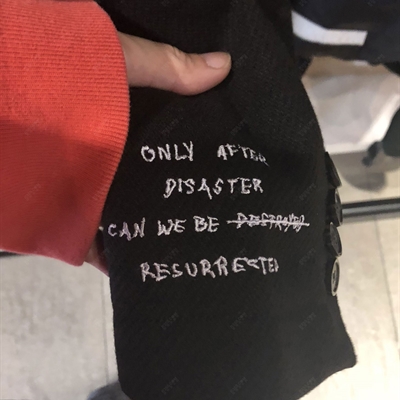 ONLY AFTER
DISASTER
CAN WE BE DESTROYED
RESURRECTED